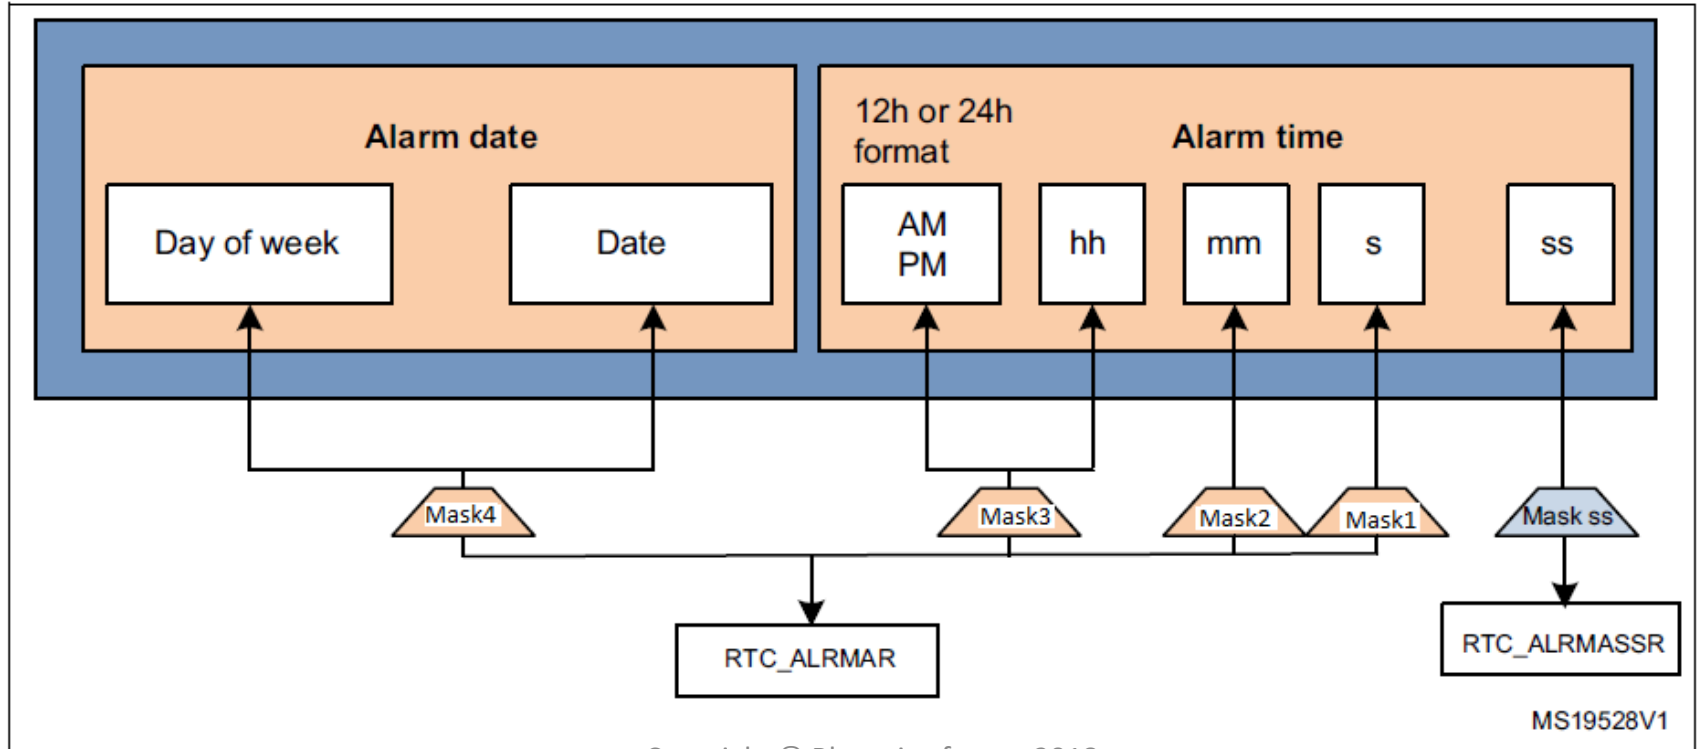 Alarm date
12h or 24h
format
Alarm time
Day of week
Date
AM
PM
hh
mm
s
ss
Mask4
Mask3
Mask2
Mask1
Mask ss
RTC_ALRMAR
RTC_ALRMASSR
MS19528V1